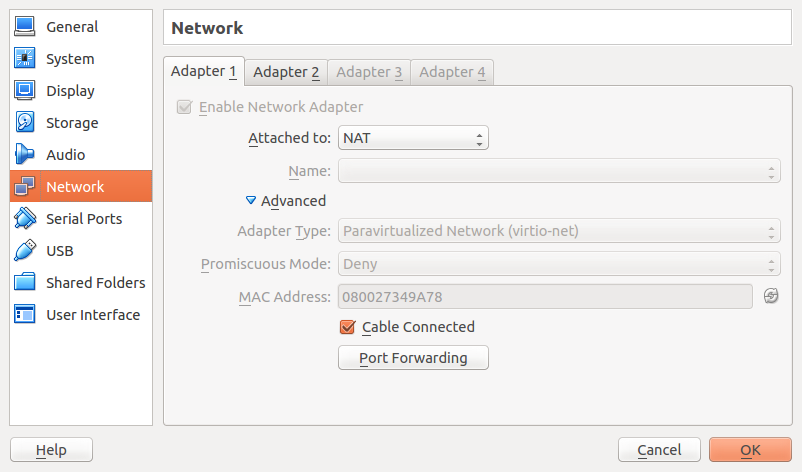 General
System
Display
Storage
Audio
Network
Serial Ports
USB
Shared Folders
User Interface
Network
Adapter 1 Adapter 2 Adapter 3 Adapter 4
Enable Network Adapter
Attached to: NAT
Name:
Advanced
Adapter Type: Paravirtualized Network (virtio-net)
Promiscuous Mode: Deny
MAC Address: 080027349A78
Cable Connected
Port Forwarding
Help Cancel OK